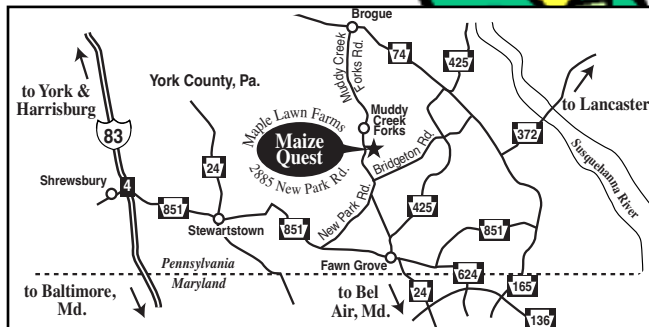 Brogue
74
425
Muddy Creek
Forks Rd.
to York &
Harrisburg
York County, Pa.
to Lancaster
83
Maple Lawn Farms
Maize
Quest
2885 New Park Rd.
Muddy
Creek
Forks
372
Bridgeton Rd.
Susquehanna River
24
Shrewsbury
4
851
Stewartstown
851
New Park Rd.
425
851
Fawn Grove
Pennsylvania
Maryland
624
165
to Baltimore,
Md.
to Bel
Air, Md.
24
136